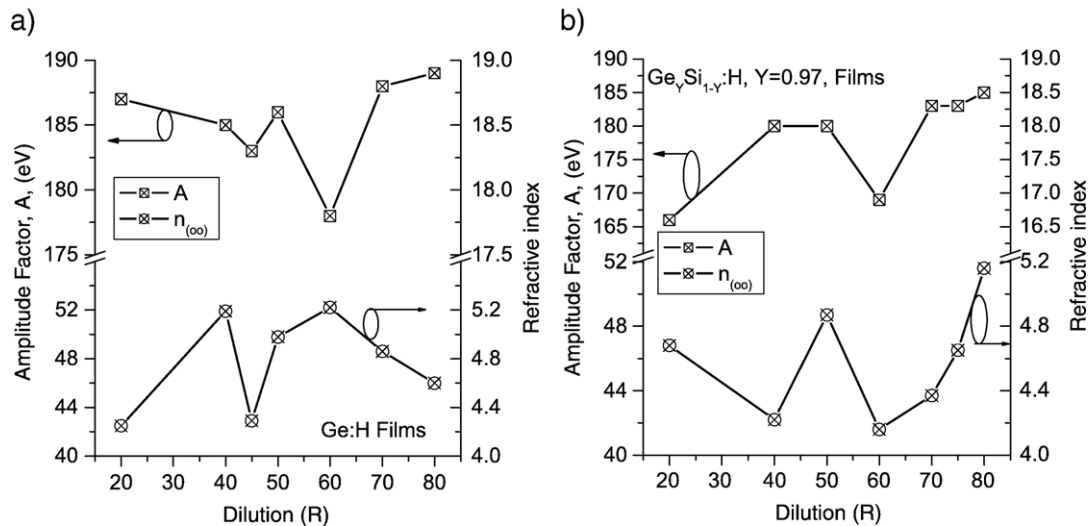 a)
190
185
180
175
52
48
44
40
Amplitude Factor, A, (eV)
19.0
18.5
18.0
17.5
5.2
4.8
4.4
4.0
Refractive index
A
n(oo)
Ge:H Films
20 30 40 50 60 70 80
Dilution (R)
b)
190
185
180
175
170
165
52
48
44
40
Amplitude Factor, A, (eV)
19.0
18.5
18.0
17.5
17.0
16.5
5.2
4.8
4.4
4.0
Refractive index
GeYSi1-Y:H, Y=0.97, Films
A
n(oo)
20 30 40 50 60 70 80
Dilution (R)